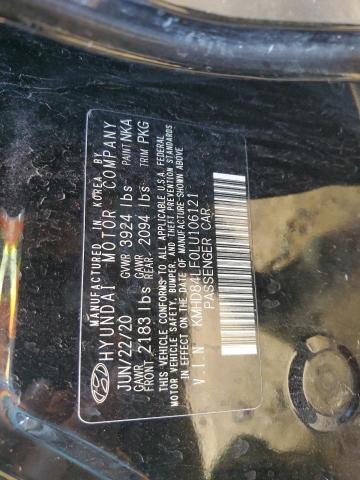 MANUFACTURED IN KOREA BY
HYUNDAI MOTOR COMPANY
JUN/22/20 GVWR 3924 lbs PAINT NKA
GAWR FRONT 2183 lbs GAWR REAR 2094 lbs TRIM PKG
THIS VEHICLE CONFORMS TO ALL APPLICABLE U.S.A. FEDERAL
MOTOR VEHICLE SAFETY, BUMPER, AND THEFT PREVENTION STANDARDS
IN EFFECT ON THE DATE OF MANUFACTURE SHOWN ABOVE
V.I.N KMHD84LF0LU106121
PASSENGER CAR